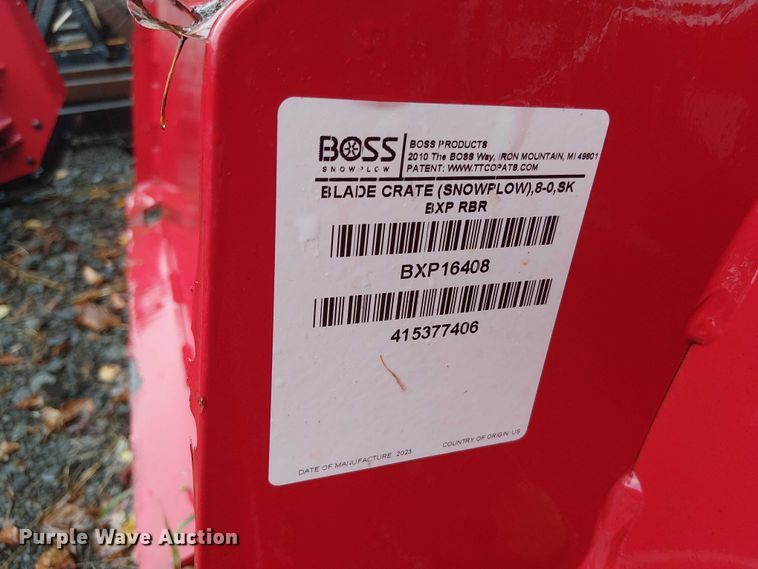 BOSS
SNOWPLOW
BOSS PRODUCTS
2010 The BOSS Way, IRON MOUNTAIN, MI 49801
PATENT: WWW.TTCOPATS.COM
BLADE CRATE (SNOWPLOW),8-0,SK
BXP RBR
BXP16408
415377406
DATE OF MANUFACTURE 2023
COUNTRY OF ORIGIN US
Purple Wave Auction